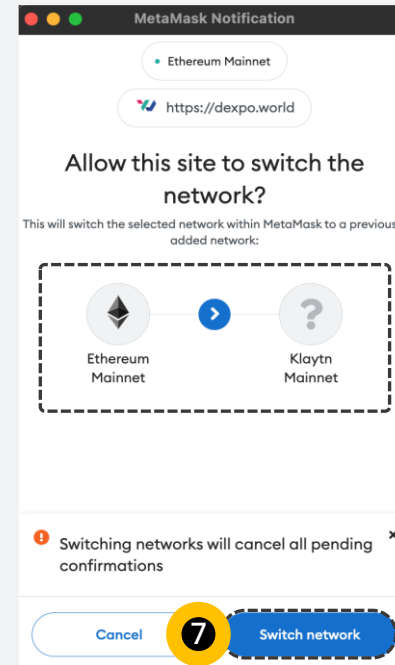 MetaMask Notification
Ethereum Mainnet
https://dexpo.world
Allow this site to switch the
network?
This will switch the selected network within MetaMask to a previous
added network:
Ethereum
Mainnet
?
Klaytn
Mainnet
Switching networks will cancel all pending
confirmations
Cancel
7
Switch network